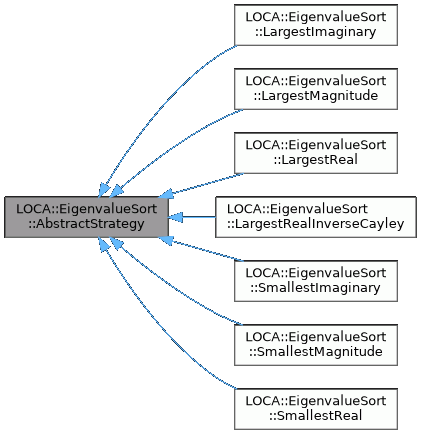 LOCA::EigenvalueSort
::LargestImaginary
LOCA::EigenvalueSort
::LargestMagnitude
LOCA::EigenvalueSort
::LargestReal
LOCA::EigenvalueSort
::AbstractStrategy
LOCA::EigenvalueSort
::LargestRealInverseCayley
LOCA::EigenvalueSort
::SmallestImaginary
LOCA::EigenvalueSort
::SmallestMagnitude
LOCA::EigenvalueSort
::SmallestReal